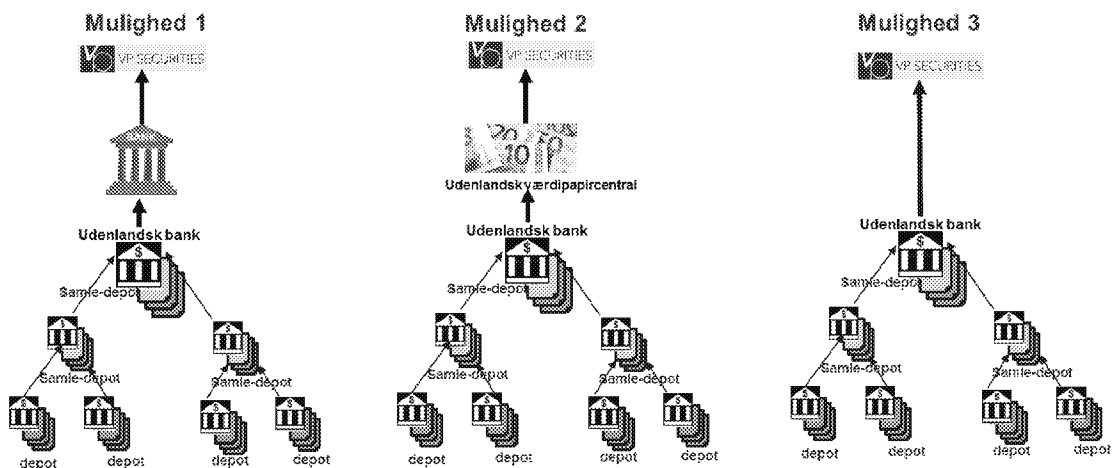 Mulighed 1
VP SECURITIES
Udenlandsk bank
Samle-depot
Samle-depot
Samle-depot
depot
depot
depot
depot
Mulighed 2
VP SECURITIES
Udenlandsk værdipapircentral
Udenlandsk bank
Samle-depot
Samle-depot
Samle-depot
depot
depot
depot
depot
Mulighed 3
VP SECURITIES
Udenlandsk bank
Samle-depot
Samle-depot
Samle-depot
depot
depot
depot
depot